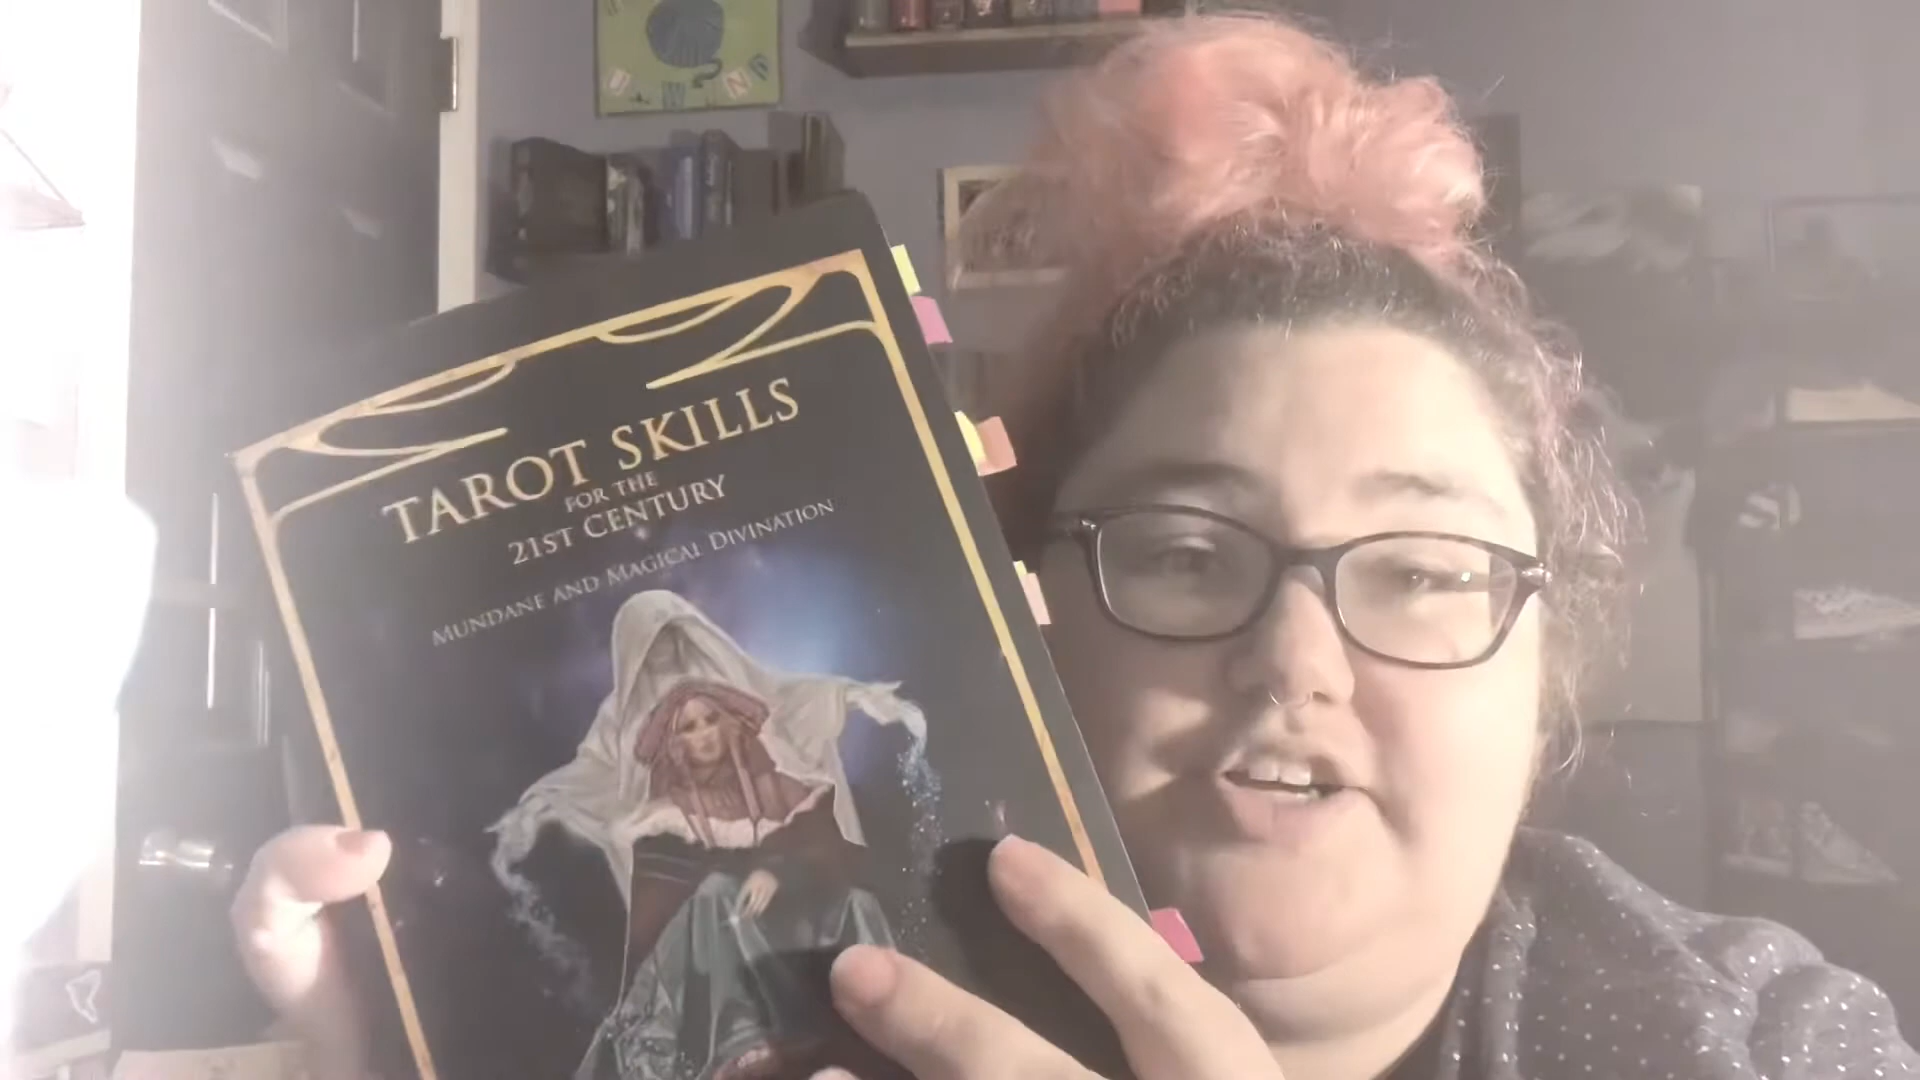 TAROT SKILLS
FOR THE
21ST CENTURY
MUNDANE AND MAGICAL DIVINATION